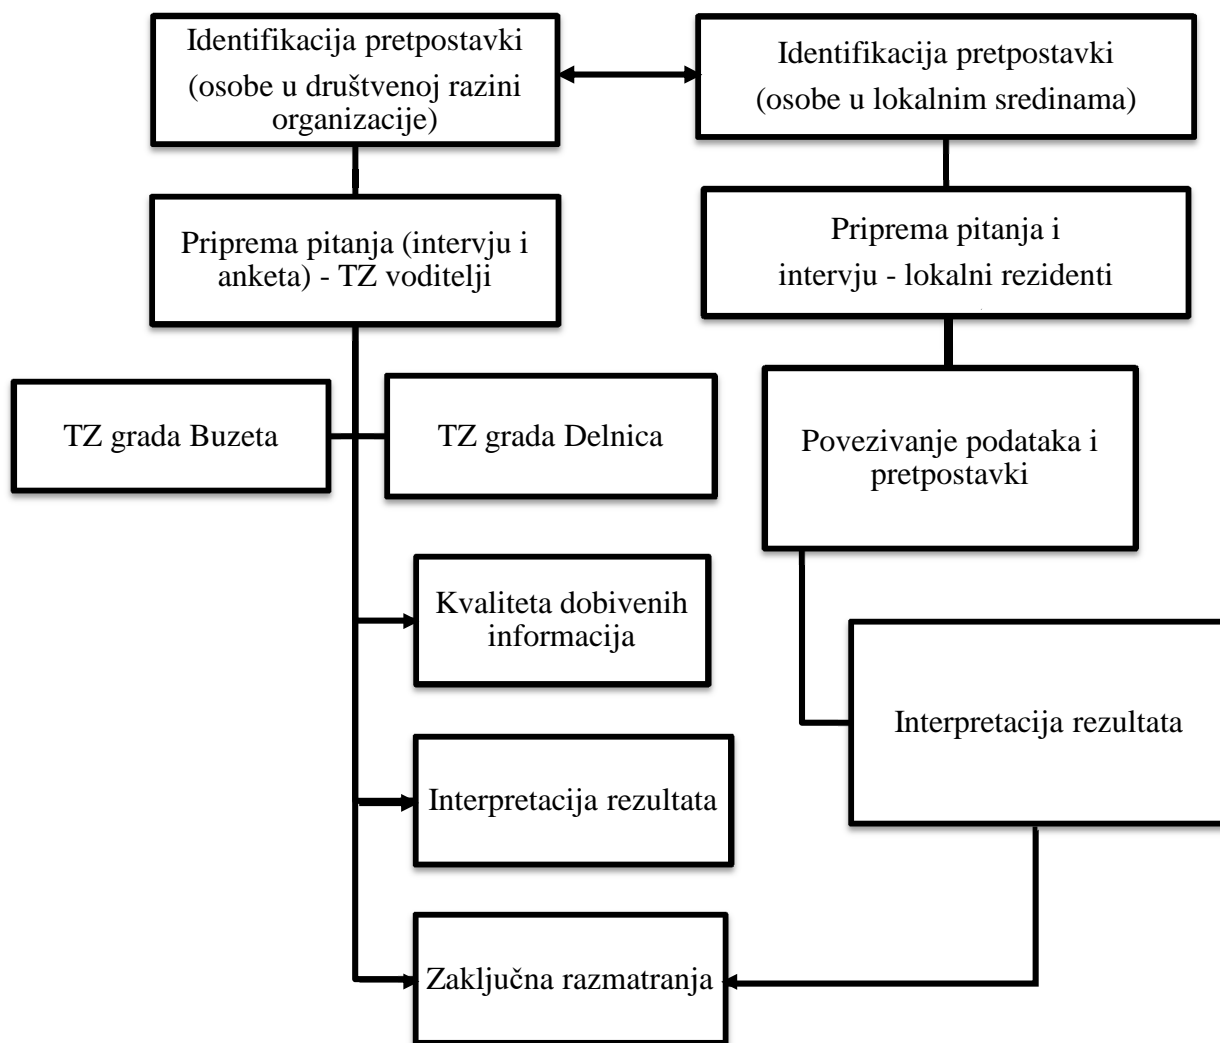 Identifikacija pretpostavki
(osobe u društvenoj razini
organizacije)
Identifikacija pretpostavki
(osobe u lokalnim sredinama)
Priprema pitanja (intervju i
anketa) - TZ voditelji
Priprema pitanja i
intervju - lokalni rezidenti
TZ grada Buzeta
TZ grada Delnica
Povezivanje podataka i
pretpostavki
Kvaliteta dobivenih
informacija
Interpretacija rezultata
Interpretacija rezultata
Zaključna razmatranja